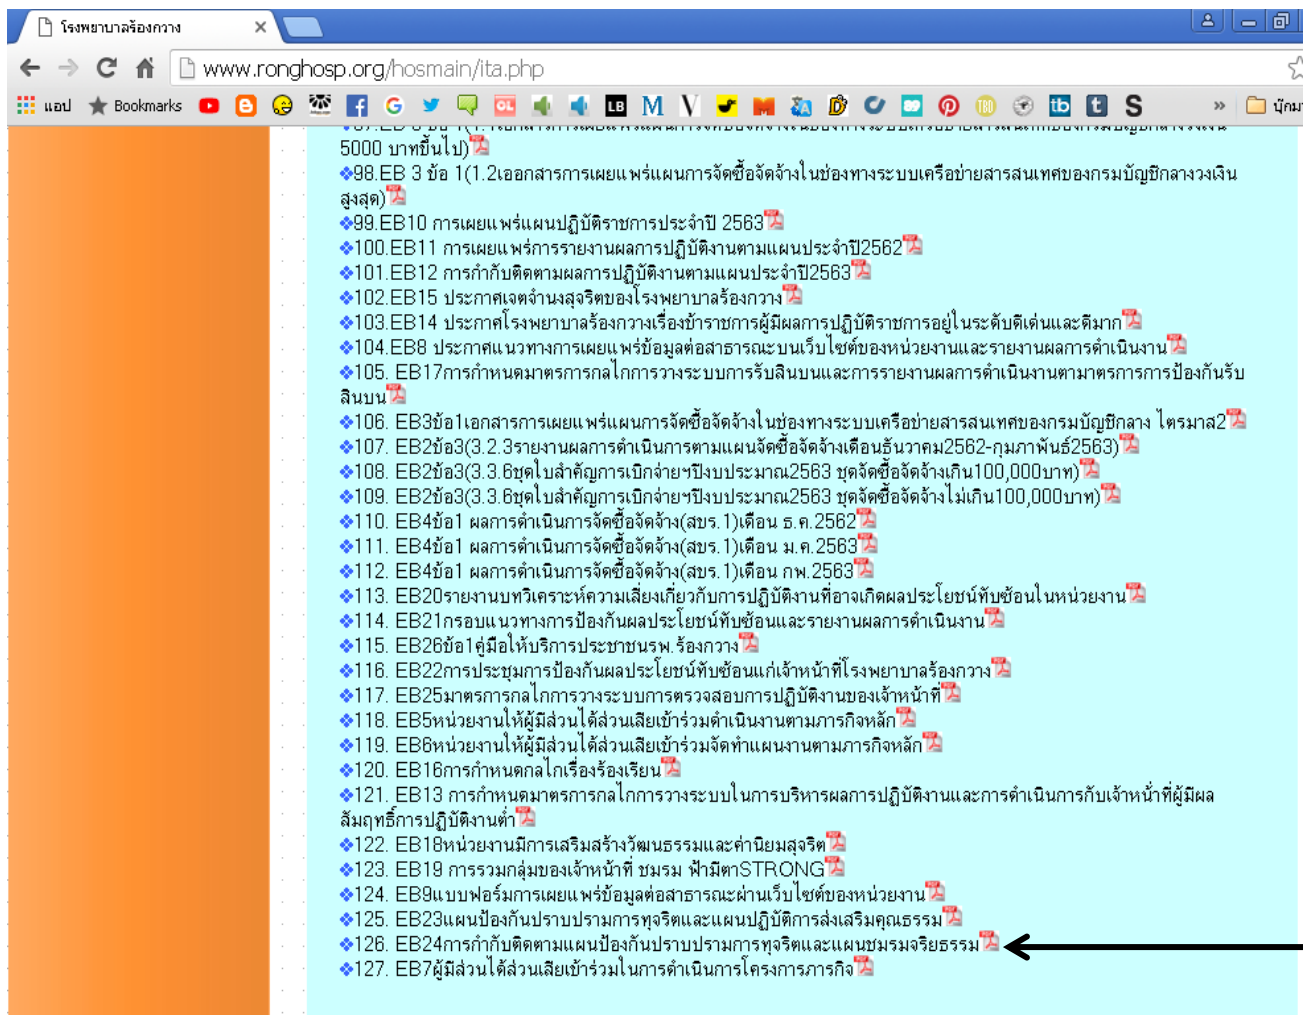 โรงพยาบาลร้องกวาง
www.ronghosp.org/hosmain/ita.php
แอป Bookmarks
5000 บาทขึ้นไป)
98.EB 3 ข้อ 1(1.2เออกสารการเผยแพร่แผนการจัดซื้อจัดจ้างในช่องทางระบบเครือข่ายสารสนเทศของกรมบัญชีกลางวงเงิน
สูงสุด)
99.EB10 การเผยแพร่แผนปฏิบัติราชการประจำปี 2563
100.EB11 การเผยแพร่การรายงานผลการปฏิบัติงานตามแผนประจำปี2562
101.EB12 การกำกับติดตามผลการปฏิบัติงานตามแผนประจำปี2563
102.EB15 ประกาศเจตจำนงสุจริตของโรงพยาบาลร้องกวาง
103.EB14 ประกาศโรงพยาบาลร้องกวางเรื่องข้าราชการผู้มีผลการปฏิบัติราชการอยู่ในระดับดีเด่นและดีมาก
104.EB8 ประกาศแนวทางการเผยแพร่ข้อมูลต่อสาธารณะบนเว็บไซต์ของหน่วยงานและรายงานผลการดำเนินงาน
105. EB17การกำหนดมาตรการกลไกการวางระบบการรับสินบนและการรายงานผลการดำเนินงานตามาตรการการป้องกันรับ
สินบน
106. EB3ข้อ1เอกสารการเผยแพร่แผนการจัดซื้อจัดจ้างในช่องทางระบบเครือข่ายสารสนเทศของกรมบัญชีกลาง ไตรมาส2
107. EB2ข้อ3(3.2.3รายงานผลการดำเนินการตามแผนจัดซื้อจัดจ้างเดือนธันวาคม2562-กุมภาพันธ์2563)
108. EB2ข้อ3(3.3.6ชุดใบสำคัญการเบิกจ่ายฯปีงบประมาณ2563 ชุดจัดซื้อจัดจ้างเกิน100,000บาท)
109. EB2ข้อ3(3.3.6ชุดใบสำคัญการเบิกจ่ายฯปีงบประมาณ2563 ชุดจัดซื้อจัดจ้างไม่เกิน100,000บาท)
110. EB4ข้อ1 ผลการดำเนินการจัดซื้อจัดจ้าง(สขร.1)เดือน ธ.ค.2562
111. EB4ข้อ1 ผลการดำเนินการจัดซื้อจัดจ้าง(สขร.1)เดือน ม.ค.2563
112. EB4ข้อ1 ผลการดำเนินการจัดซื้อจัดจ้าง(สขร.1)เดือน กพ.2563
113. EB20รายงานบทวิเคราะห์ความเสี่ยงเกี่ยวกับการปฏิบัติงานที่อาจเกิดผลประโยชน์ทับซ้อนในหน่วยงาน
114. EB21กรอบแนวทางการป้องกันผลประโยชน์ทับซ้อนและรายงานผลการดำเนินงาน
115. EB26ข้อ1คู่มือให้บริการประชาชนรพ.ร้องกวาง
116. EB22การประชุมการป้องกันผลประโยชน์ทับซ้อนแก่เจ้าหน้าที่โรงพยาบาลร้องกวาง
117. EB25มาตรการกลไกการวางระบบการตรวจสอบการปฏิบัติงานของเจ้าหน้าที่
118. EB5หน่วยงานให้ผู้มีส่วนได้ส่วนเสียเข้าร่วมดำเนินงานตามภารกิจหลัก
119. EB6หน่วยงานให้ผู้มีส่วนได้ส่วนเสียเข้าร่วมจัดทำแผนงานตามภารกิจหลัก
120. EB16การกำหนดกลไกเรื่องร้องเรียน
121. EB13 การกำหนดมาตรการกลไกการวางระบบในการบริหารผลการปฏิบัติงานและการดำเนินการกับเจ้าหน้าที่ผู้มีผล
สัมฤทธิ์การปฏิบัติงานต่ำ
122. EB18หน่วยงานมีการเสริมสร้างวัฒนธรรมและค่านิยมสุจริต
123. EB19 การรวมกลุ่มของเจ้าหน้าที่ ชมรม ฟ้ามีตาSTRONG
124. EB9แบบฟอร์มการเผยแพร่ข้อมูลต่อสาธารณะผ่านเว็บไซต์ของหน่วยงาน
125. EB23แผนป้องกันปราบปรามการทุจริตและแผนปฏิบัติการส่งเสริมคุณธรรม
126. EB24การกำกับติดตามแผนป้องกันปราบปรามการทุจริตและแผนชมรมจริยธรรม
127. EB7ผู้มีส่วนได้ส่วนเสียเข้าร่วมในการดำเนินการโครงการภารกิจ